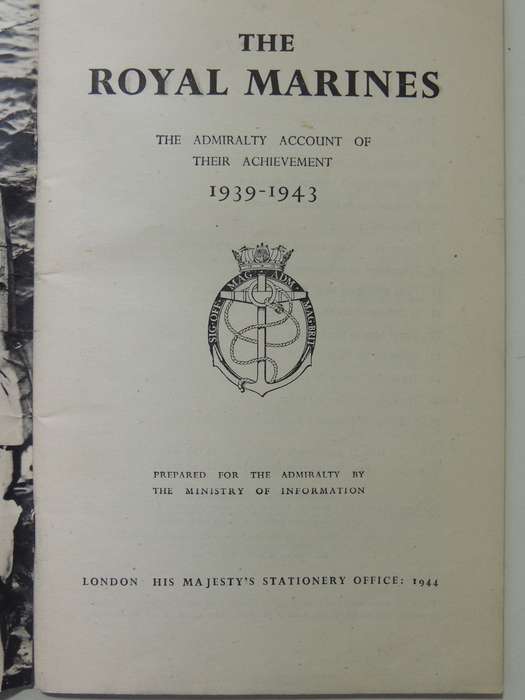 THE
ROYAL MARINES
THE ADMIRALTY ACCOUNT OF
THEIR ACHIEVEMENT
1939-1943
SIG·OFF· MAG· ADM· MAG·BRIT
PREPARED FOR THE ADMIRALTY BY
THE MINISTRY OF INFORMATION
LONDON HIS MAJESTY'S STATIONERY OFFICE: 1944